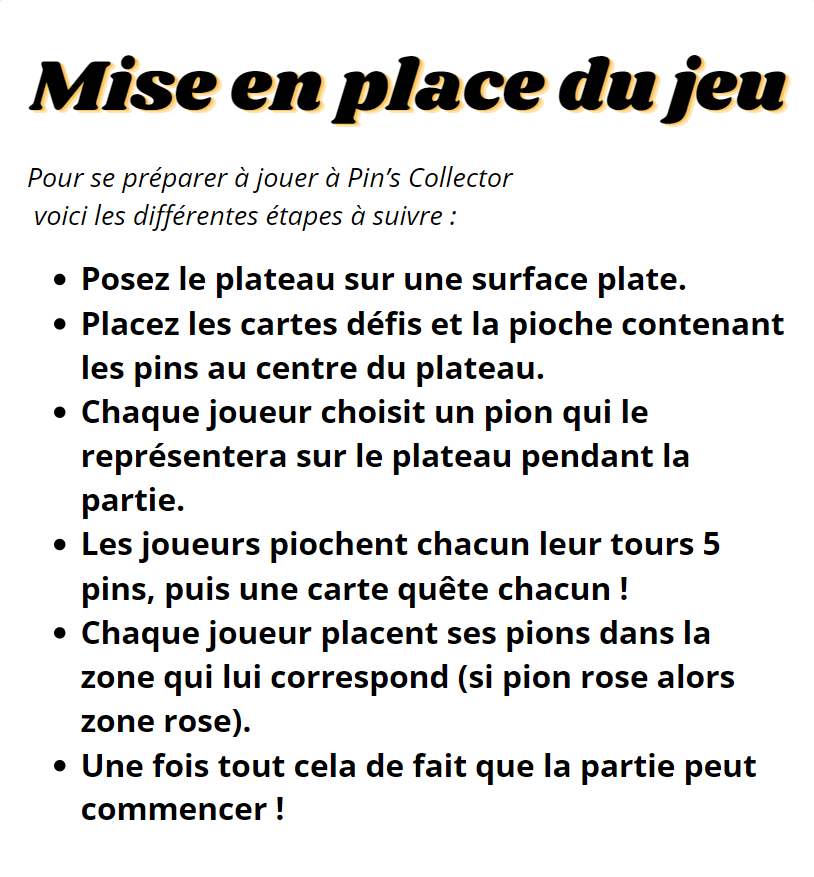 Mise en place du jeu
Pour se préparer à jouer à Pin’s Collector
voici les différentes étapes à suivre :
• Posez le plateau sur une surface plate.
• Placez les cartes défis et la pioche contenant
les pins au centre du plateau.
• Chaque joueur choisit un pion qui le
représentera sur le plateau pendant la
partie.
• Les joueurs piochent chacun leur tours 5
pins, puis une carte quête chacun !
• Chaque joueur placent ses pions dans la
zone qui lui correspond (si pion rose alors
zone rose).
• Une fois tout cela de fait que la partie peut
commencer !